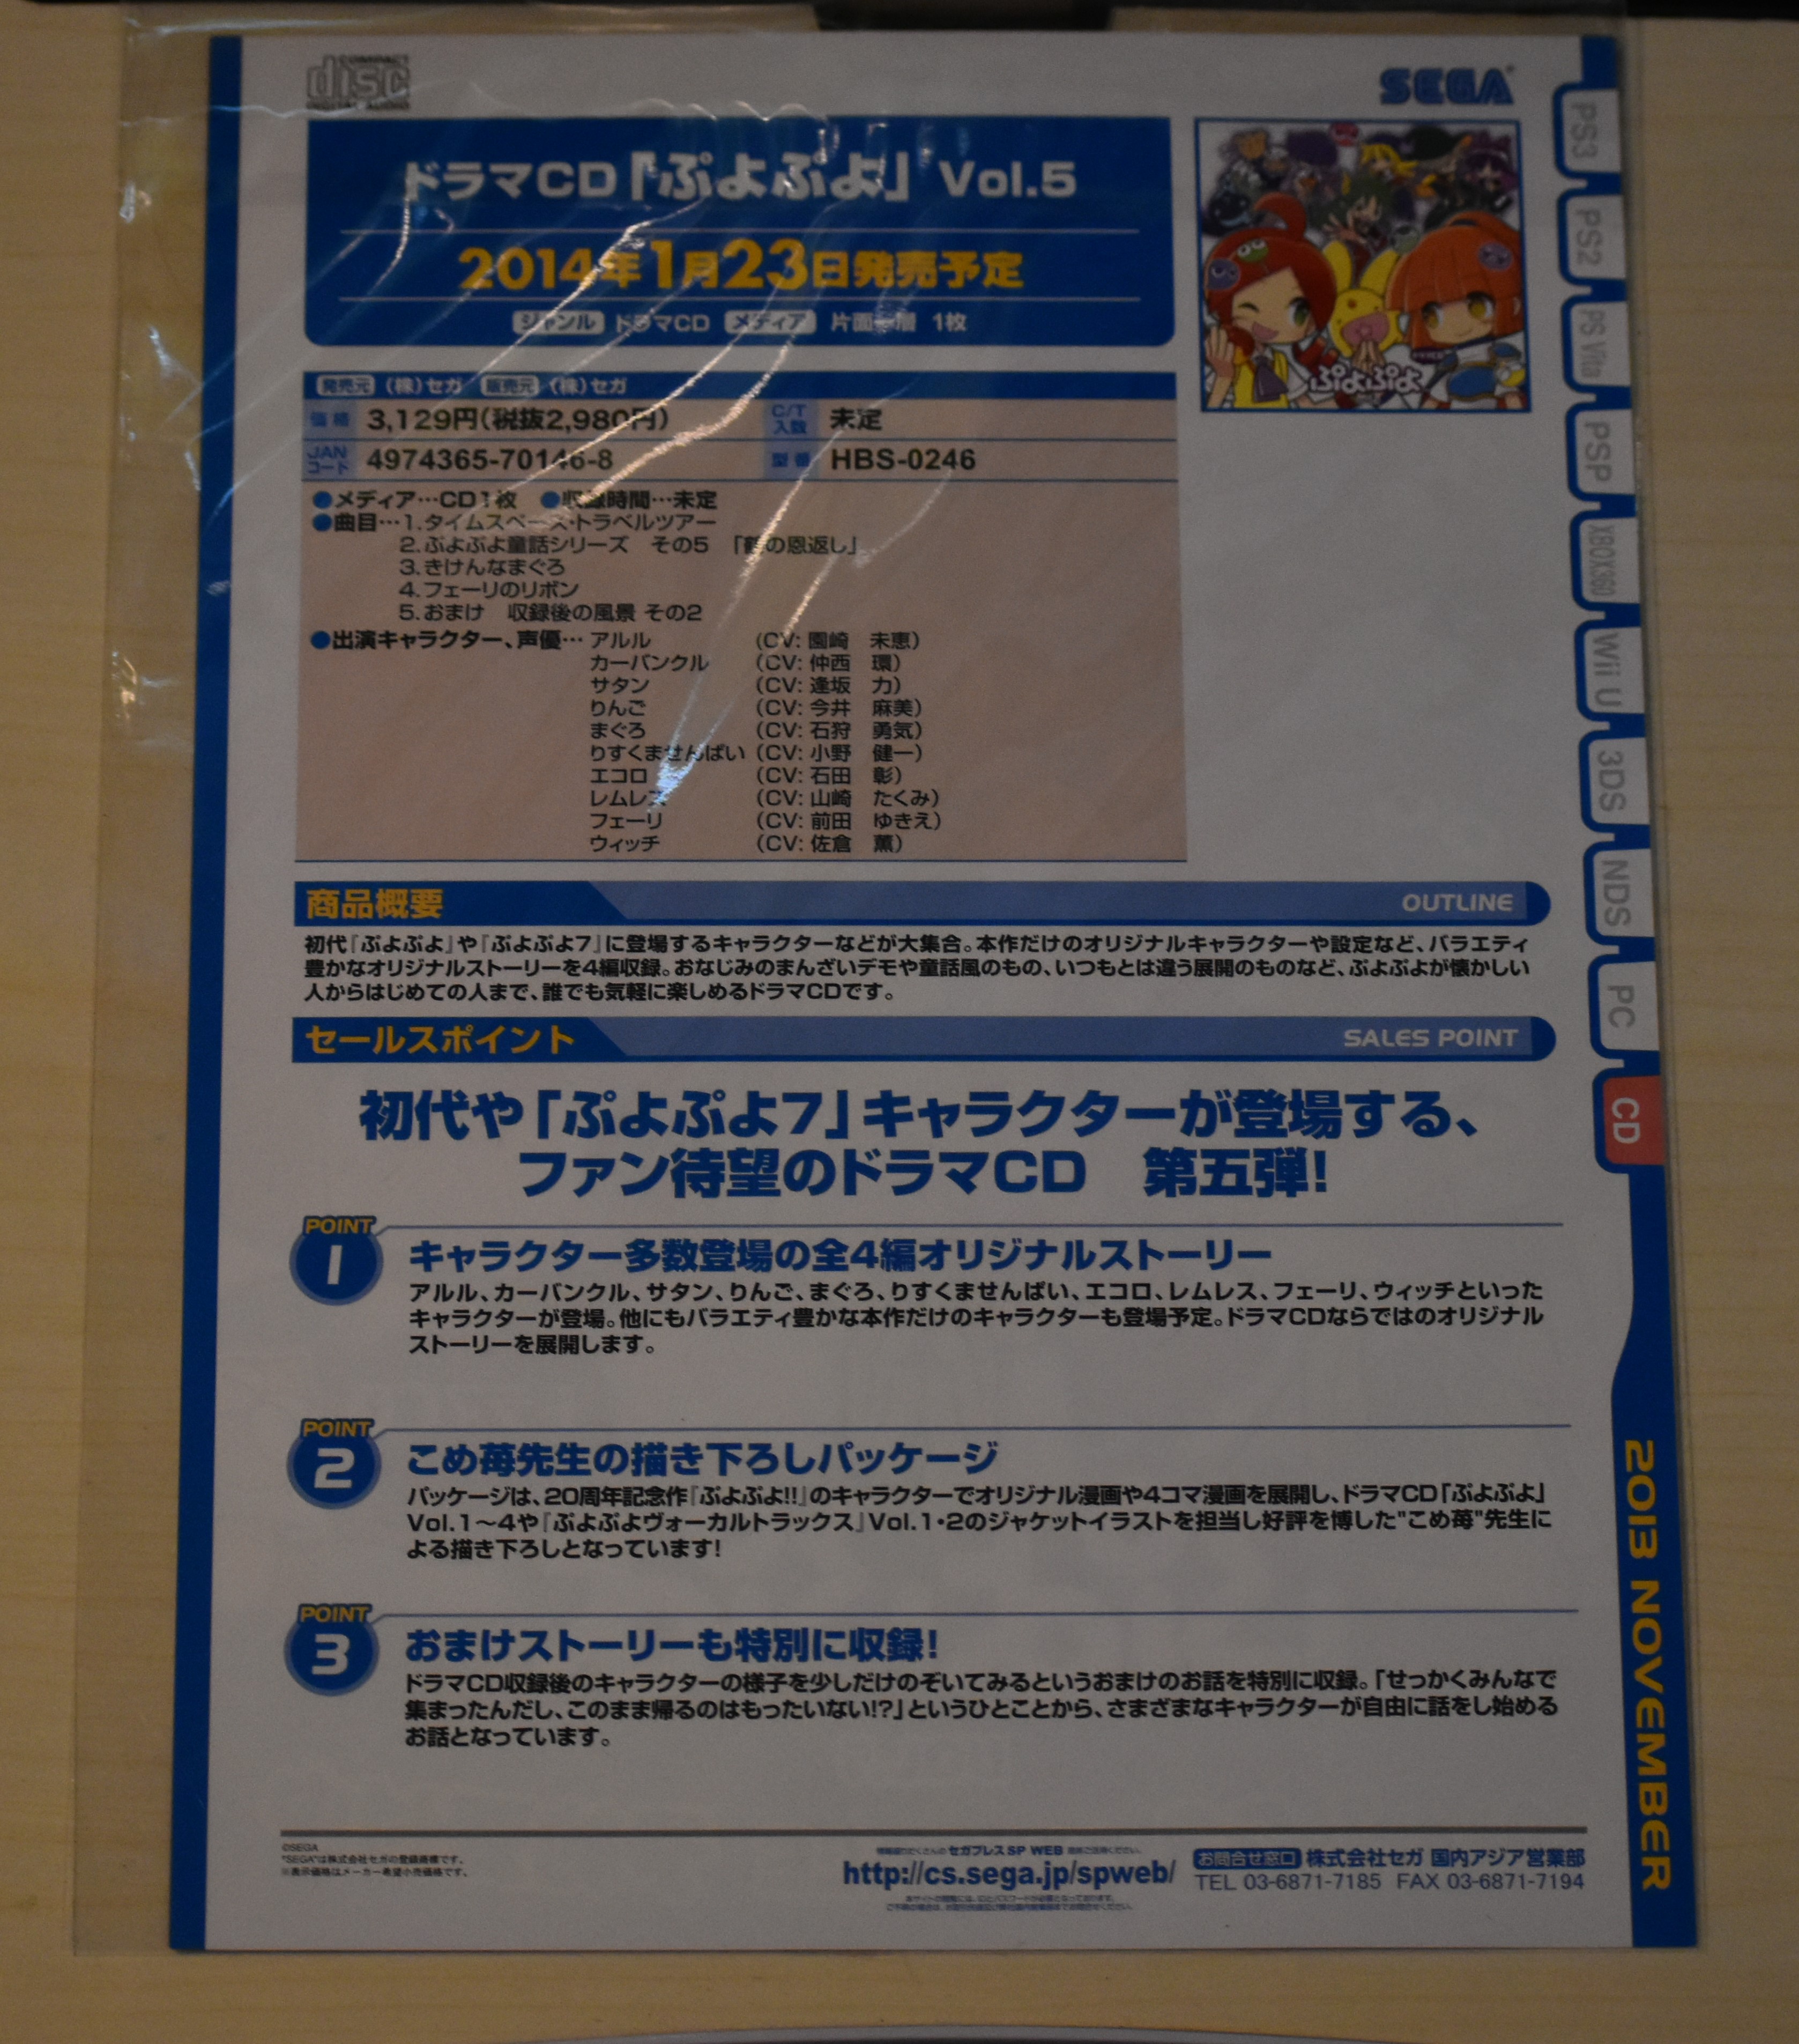 COMPACT
disc
DIGITAL AUDIO
SEGA
ドラマCD「ぷよぷよ」 Vol.5
2014年1月23日発売予定
ジャンル ドラマCD メディア 片面一層 1枚
ぷよぷよ
発売元 (株)セガ 販売元 (株)セガ
価格 3,129円(税抜2,980円) C/T入数 未定
JANコード 4974365-70146-8 型番 HBS-0246
●メディア…CD1枚 ●収録時間…未定
●曲目…1.タイムスペース・トラベルツアー
2.ぷよぷよ童話シリーズ その5 「鶴の恩返し」
3.きけんなまぐろ
4.フェーリのリボン
5.おまけ 収録後の風景 その2
●出演キャラクター、声優… アルル (CV: 園崎 未恵)
カーバンクル (CV: 仲西 環)
サタン (CV: 逢坂 力)
りんご (CV: 今井 麻美)
まぐろ (CV: 石狩 勇気)
りすくませんぱい (CV: 小野 健一)
エコロ (CV: 石田 彰)
レムレス (CV: 山崎 たくみ)
フェーリ (CV: 前田 ゆきえ)
ウィッチ (CV: 佐倉 薫)
商品概要 OUTLINE
初代『ぷよぷよ』や『ぷよぷよ7』に登場するキャラクターなどが大集合。本作だけのオリジナルキャラクターや設定など、バラエティ
豊かなオリジナルストーリーを4編収録。おなじみのまんざいデモや童話風のもの、いつもとは違う展開のものなど、ぷよぷよが懐かしい
人からはじめての人まで、誰でも気軽に楽しめるドラマCDです。
セールスポイント SALES POINT
初代や「ぷよぷよ7」キャラクターが登場する、
ファン待望のドラマCD 第五弾!
POINT 1 キャラクター多数登場の全4編オリジナルストーリー
アルル、カーバンクル、サタン、りんご、まぐろ、りすくませんぱい、エコロ、レムレス、フェーリ、ウィッチといった
キャラクターが登場。他にもバラエティ豊かな本作だけのキャラクターも登場予定。ドラマCDならではのオリジナル
ストーリーを展開します。
POINT 2 こめ苺先生の描き下ろしパッケージ
パッケージは、20周年記念作『ぷよぷよ!!』のキャラクターでオリジナル漫画や4コマ漫画を展開し、ドラマCD「ぷよぷよ」
Vol.1〜4や『ぷよぷよヴォーカルトラックス』Vol.1・2のジャケットイラストを担当し好評を博した"こめ苺"先生に
よる描き下ろしとなっています!
POINT 3 おまけストーリーも特別に収録!
ドラマCD収録後のキャラクターの様子を少しだけのぞいてみるというおまけのお話を特別に収録。「せっかくみんなで
集まったんだし、このまま帰るのはもったいない!?」というひとことから、さまざまなキャラクターが自由に話をし始める
お話となっています。
©SEGA
"SEGA"は株式会社セガの登録商標です。
※表示価格はメーカー希望小売価格です。
セガプレスSP WEB
http://cs.sega.jp/spweb/
お問合せ窓口 株式会社セガ 国内アジア営業部
TEL 03-6871-7185 FAX 03-6871-7194
PS3
PS2
PS Vita
PSP
XBOX360
Wii U
3DS
NDS
PC
CD
2013 NOVEMBER